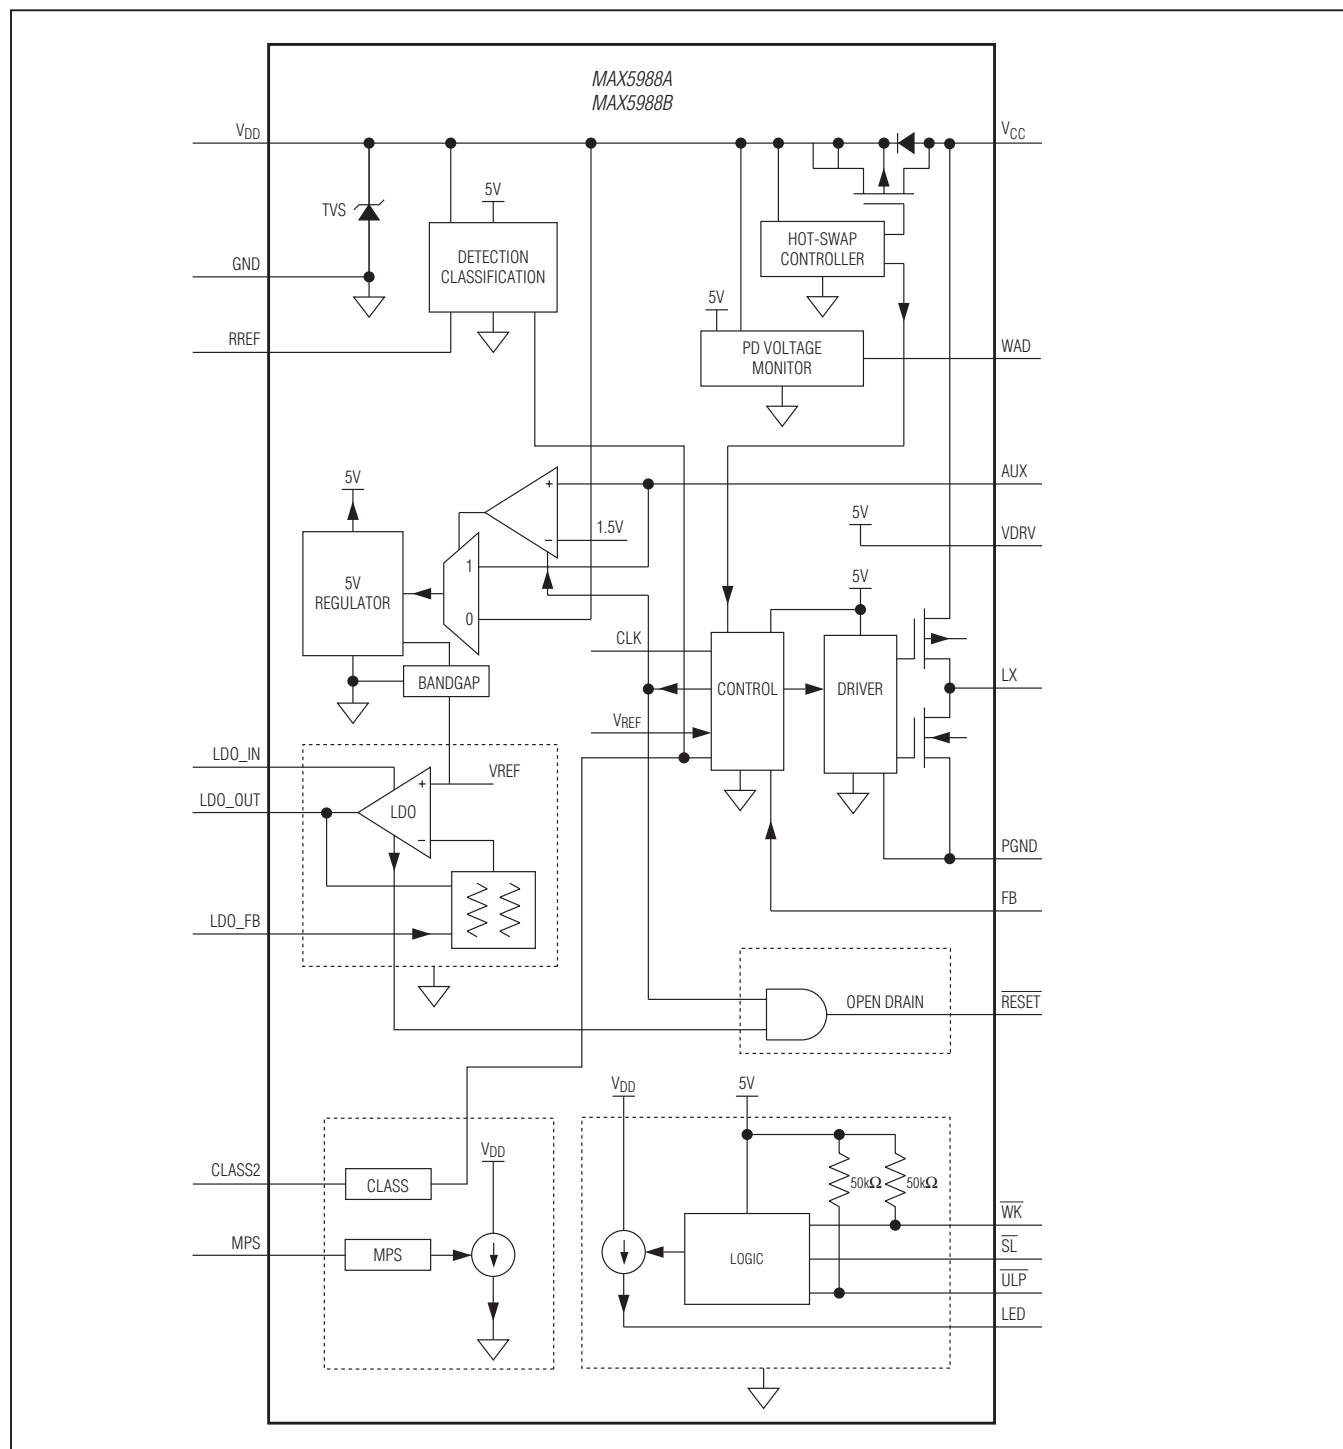 MAX5988A
MAX5988B
VDD
VCC
TVS
5V
DETECTION
CLASSIFICATION
HOT-SWAP
CONTROLLER
GND
5V
RREF
PD VOLTAGE
MONITOR
WAD
AUX
5V
+
1.5V
−
5V
VDRV
5V
REGULATOR
1
0
5V
CLK
BANDGAP
CONTROL
DRIVER
LX
VREF
LDO_IN
VREF
+
LDO_OUT
LDO
−
PGND
FB
LDO_FB
OPEN DRAIN
RESET
VDD
5V
VDD
CLASS2
CLASS
50kΩ
50kΩ
WK
MPS
MPS
LOGIC
SL
ULP
LED